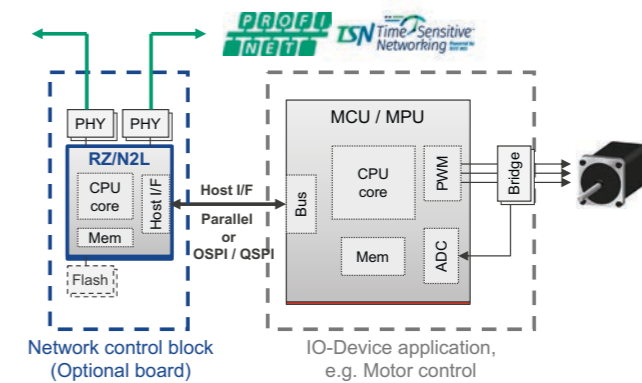 PROFI
NET
TSN Time-Sensitive
Networking
PHY
PHY
RZ/N2L
CPU
core
Mem
Host I/F
Flash
Host I/F
Parallel
or
OSPI / QSPI
MCU / MPU
Bus
CPU
core
PWM
Mem
ADC
Bridge
Network control block
(Optional board)
IO-Device application,
e.g. Motor control